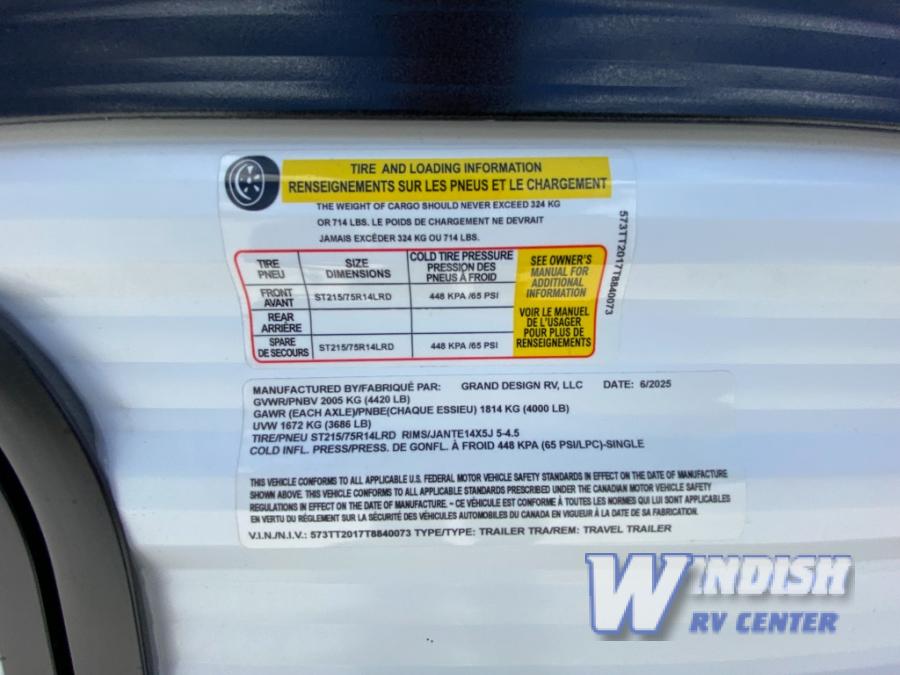 TIRE AND LOADING INFORMATION
RENSEIGNEMENTS SUR LES PNEUS ET LE CHARGEMENT
THE WEIGHT OF CARGO SHOULD NEVER EXCEED 324 KG
OR 714 LBS. LE POIDS DE CHARGEMENT NE DEVRAIT
JAMAIS EXCÉDER 324 KG OU 714 LBS.
TIRE PNEU SIZE DIMENSIONS COLD TIRE PRESSURE PRESSION DES PNEUS À FROID
FRONT AVANT ST215/75R14LRD 448 KPA /65 PSI
REAR ARRIÈRE
SPARE DE SECOURS ST215/75R14LRD 448 KPA /65 PSI
SEE OWNER'S
MANUAL FOR
ADDITIONAL
INFORMATION
VOIR LE MANUEL
DE L'USAGER
POUR PLUS DE
RENSEIGNEMENTS
573TT2017T8840073
MANUFACTURED BY/FABRIQUÉ PAR: GRAND DESIGN RV, LLC DATE: 6/2025
GVWR/PNBV 2005 KG (4420 LB)
GAWR (EACH AXLE)/PNBE(CHAQUE ESSIEU) 1814 KG (4000 LB)
UVW 1672 KG (3686 LB)
TIRE/PNEU ST215/75R14LRD RIMS/JANTE14X5J 5-4.5
COLD INFL. PRESS/PRESS. DE GONFL. À FROID 448 KPA (65 PSI/LPC)-SINGLE
THIS VEHICLE CONFORMS TO ALL APPLICABLE U.S. FEDERAL MOTOR VEHICLE SAFETY STANDARDS IN EFFECT ON THE DATE OF MANUFACTURE
SHOWN ABOVE. THIS VEHICLE CONFORMS TO ALL APPLICABLE STANDARDS PRESCRIBED UNDER THE CANADIAN MOTOR VEHICLE SAFETY
REGULATIONS IN EFFECT ON THE DATE OF MANUFACTURE. - CE VÉHICULE EST CONFORME À TOUTES LES NORMES QUI LUI SONT APPLICABLES
EN VERTU DU RÉGLEMENT SUR LA SÉCURITÉ DES VÉHICULES AUTOMOBILES DU CANADA EN VIGUEUR À LA DATE DE SA FABRICATION.
V.I.N./N.I.V.: 573TT2017T8840073 TYPE/TYPE: TRAILER TRA/REM: TRAVEL TRAILER
WINDISH
RV CENTER